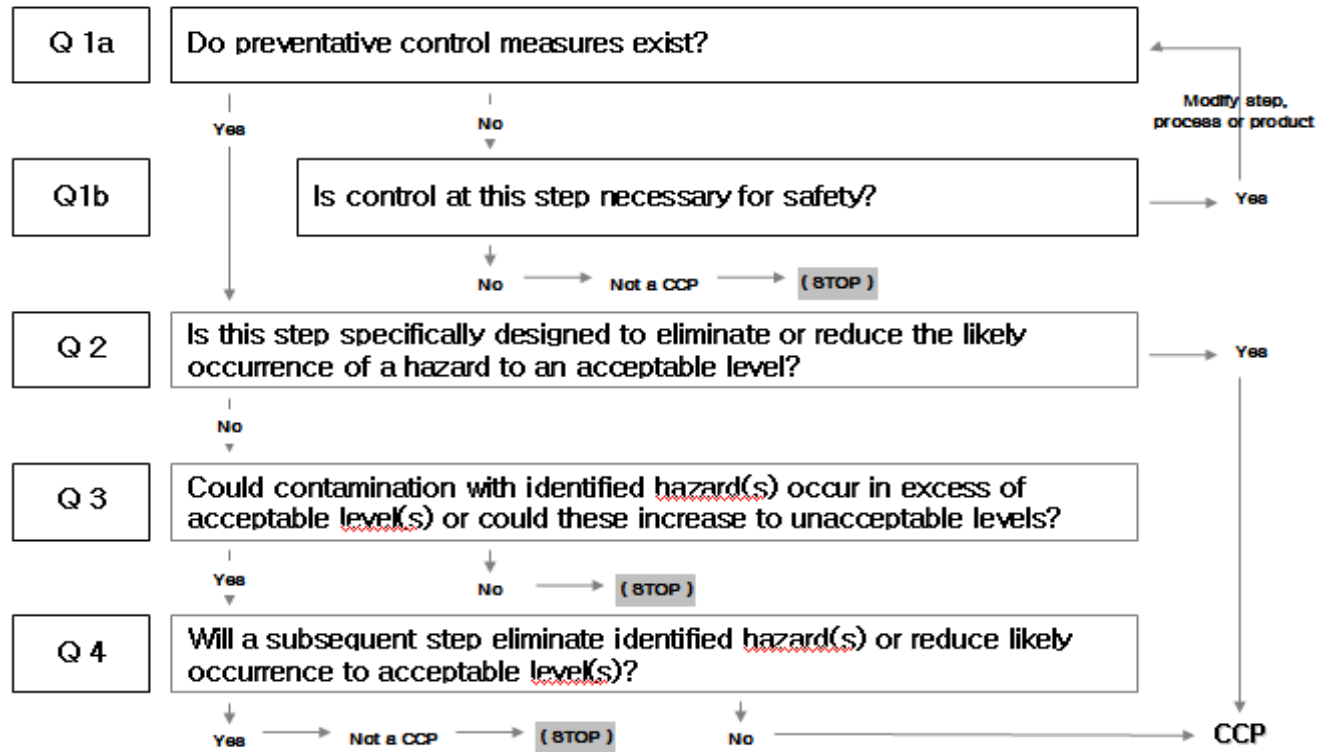 Q 1a
Do preventative control measures exist?
Modify step,
process or product
Yes
No
Q1b
Is control at this step necessary for safety?
Yes
No
Not a CCP
( STOP )
Q 2
Is this step specifically designed to eliminate or reduce the likely
occurrence of a hazard to an acceptable level?
Yes
No
Q 3
Could contamination with identified hazard(s) occur in excess of
acceptable level(s) or could these increase to unacceptable levels?
Yes
No
( STOP )
Q 4
Will a subsequent step eliminate identified hazard(s) or reduce likely
occurrence to acceptable level(s)?
Yes
Not a CCP
( STOP )
No
CCP